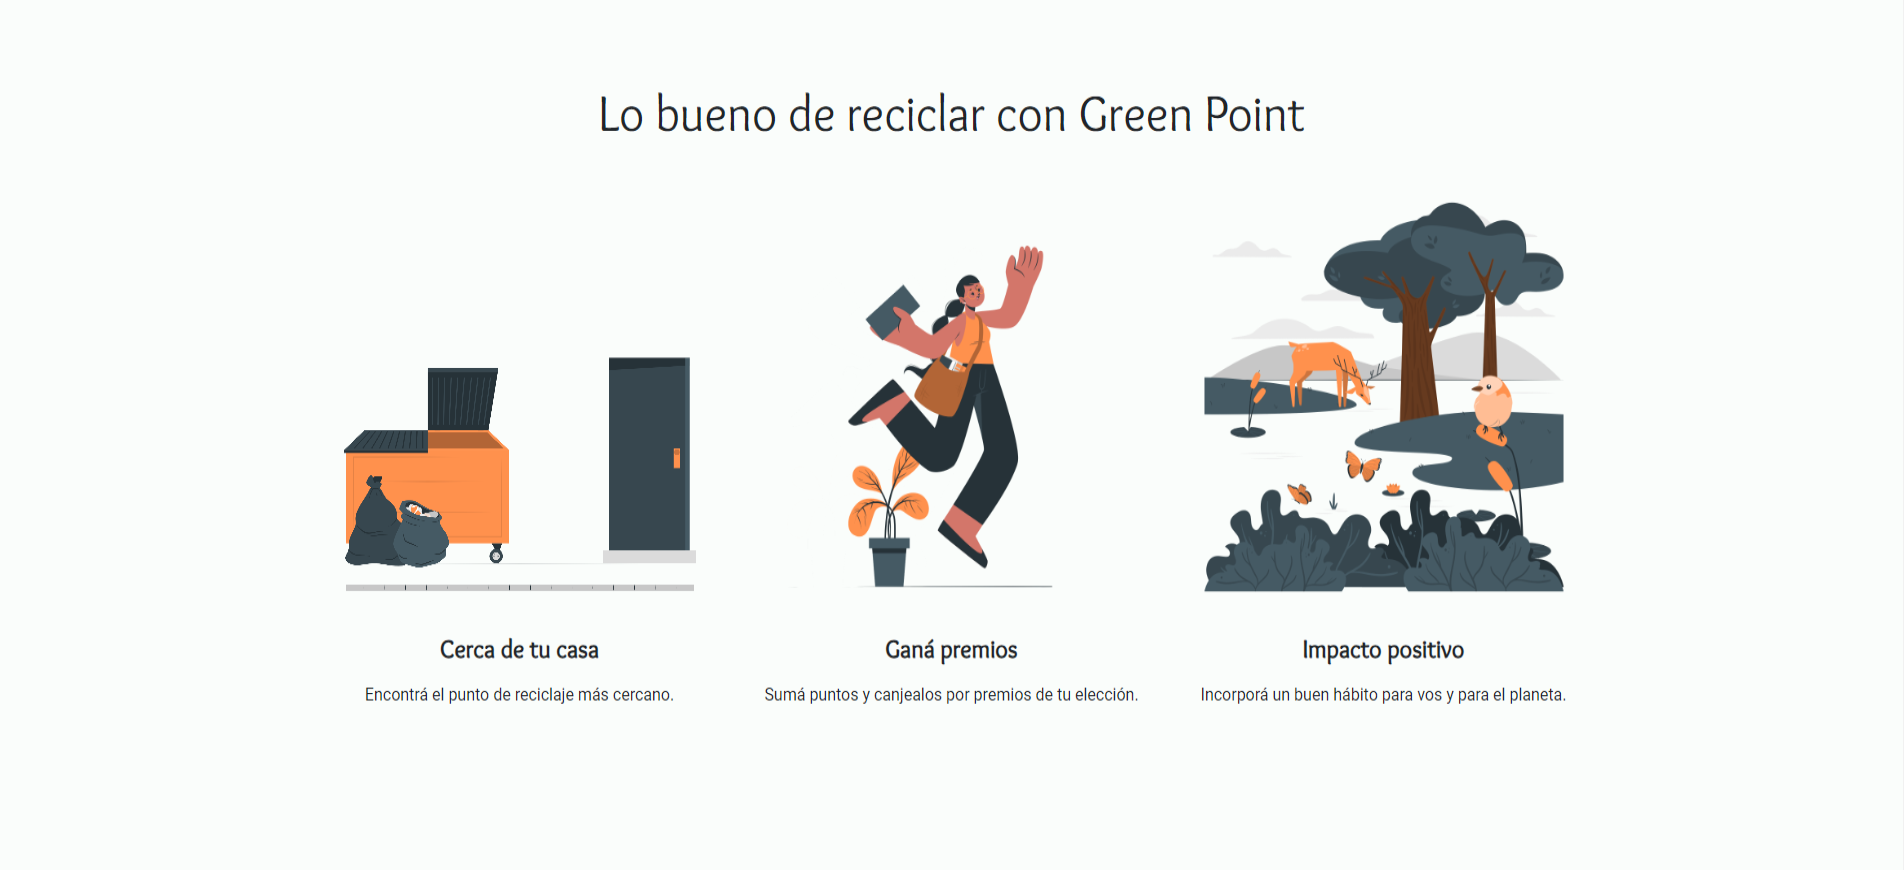 Lo bueno de reciclar con Green Point
Cerca de tu casa
Encontrá el punto de reciclaje más cercano.
Ganá premios
Sumá puntos y canjealos por premios de tu elección.
Impacto positivo
Incorporá un buen hábito para vos y para el planeta.